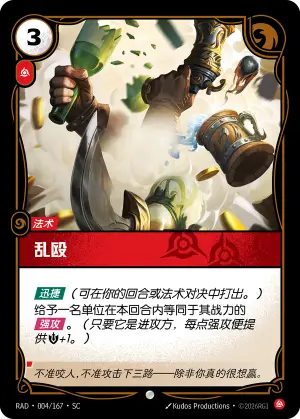 3
法术
乱殴
迅捷 （可在你的回合或法术对决中打出。）
给予一名单位在本回合内等同于其战力的
强攻 。（只要它是进攻方，每点强攻便提
供+1。）
不准咬人，不准攻击下三路——除非你真的很想赢。
RAD · 004/167 · SC
Kudos Productions
©2026RGI